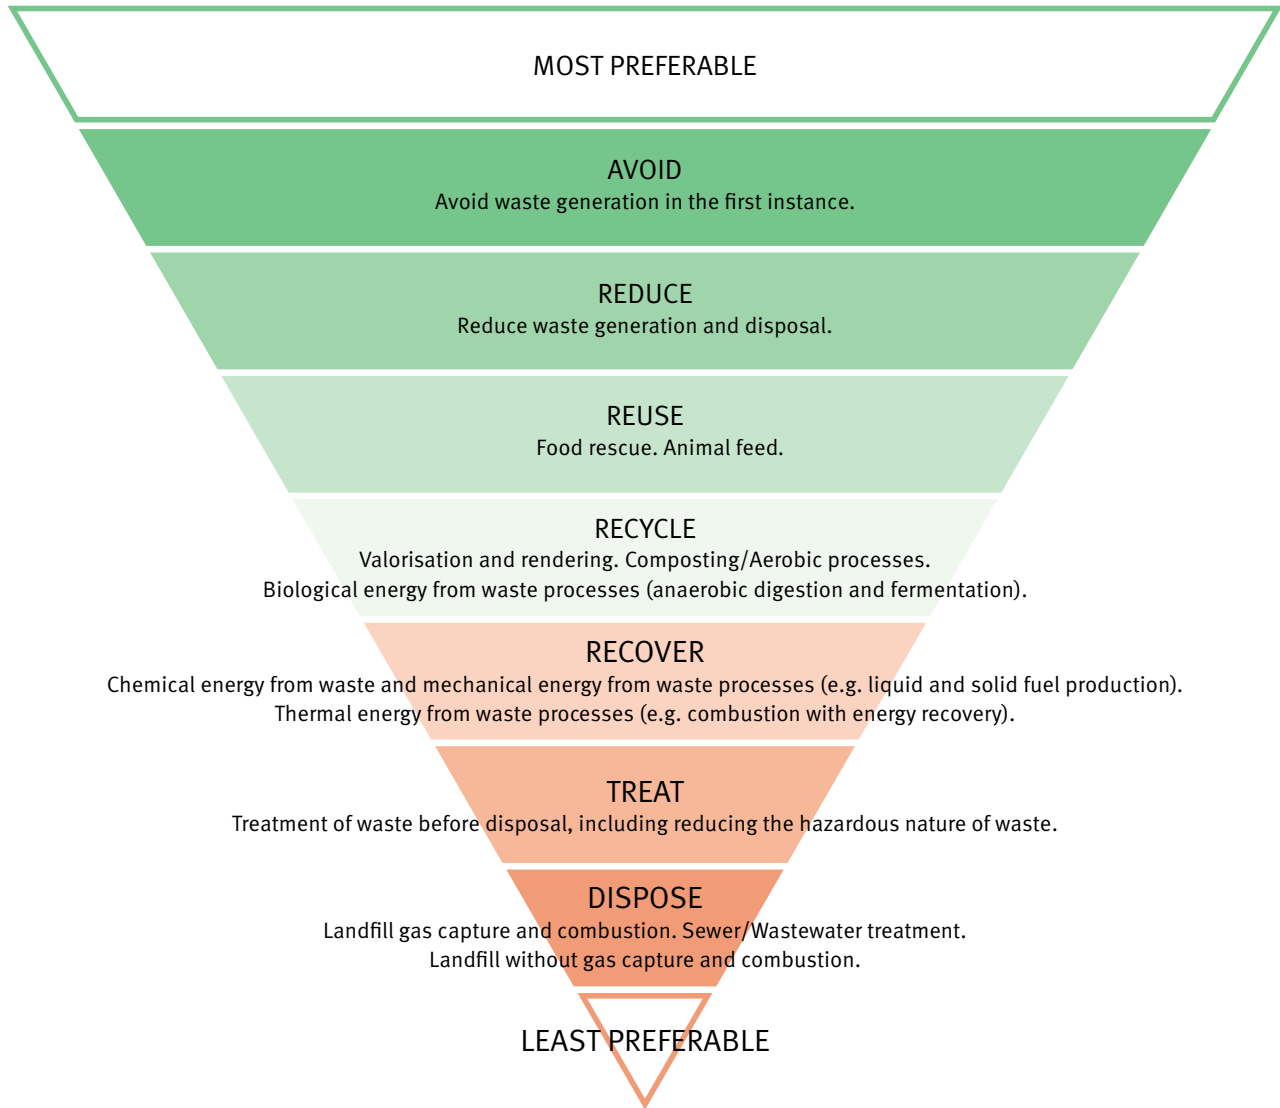 MOST PREFERABLE
AVOID
Avoid waste generation in the first instance.
REDUCE
Reduce waste generation and disposal.
REUSE
Food rescue. Animal feed.
RECYCLE
Valorisation and rendering. Composting/Aerobic processes.
Biological energy from waste processes (anaerobic digestion and fermentation).
RECOVER
Chemical energy from waste and mechanical energy from waste processes (e.g. liquid and solid fuel production).
Thermal energy from waste processes (e.g. combustion with energy recovery).
TREAT
Treatment of waste before disposal, including reducing the hazardous nature of waste.
DISPOSE
Landfill gas capture and combustion. Sewer/Wastewater treatment.
Landfill without gas capture and combustion.
LEAST PREFERABLE